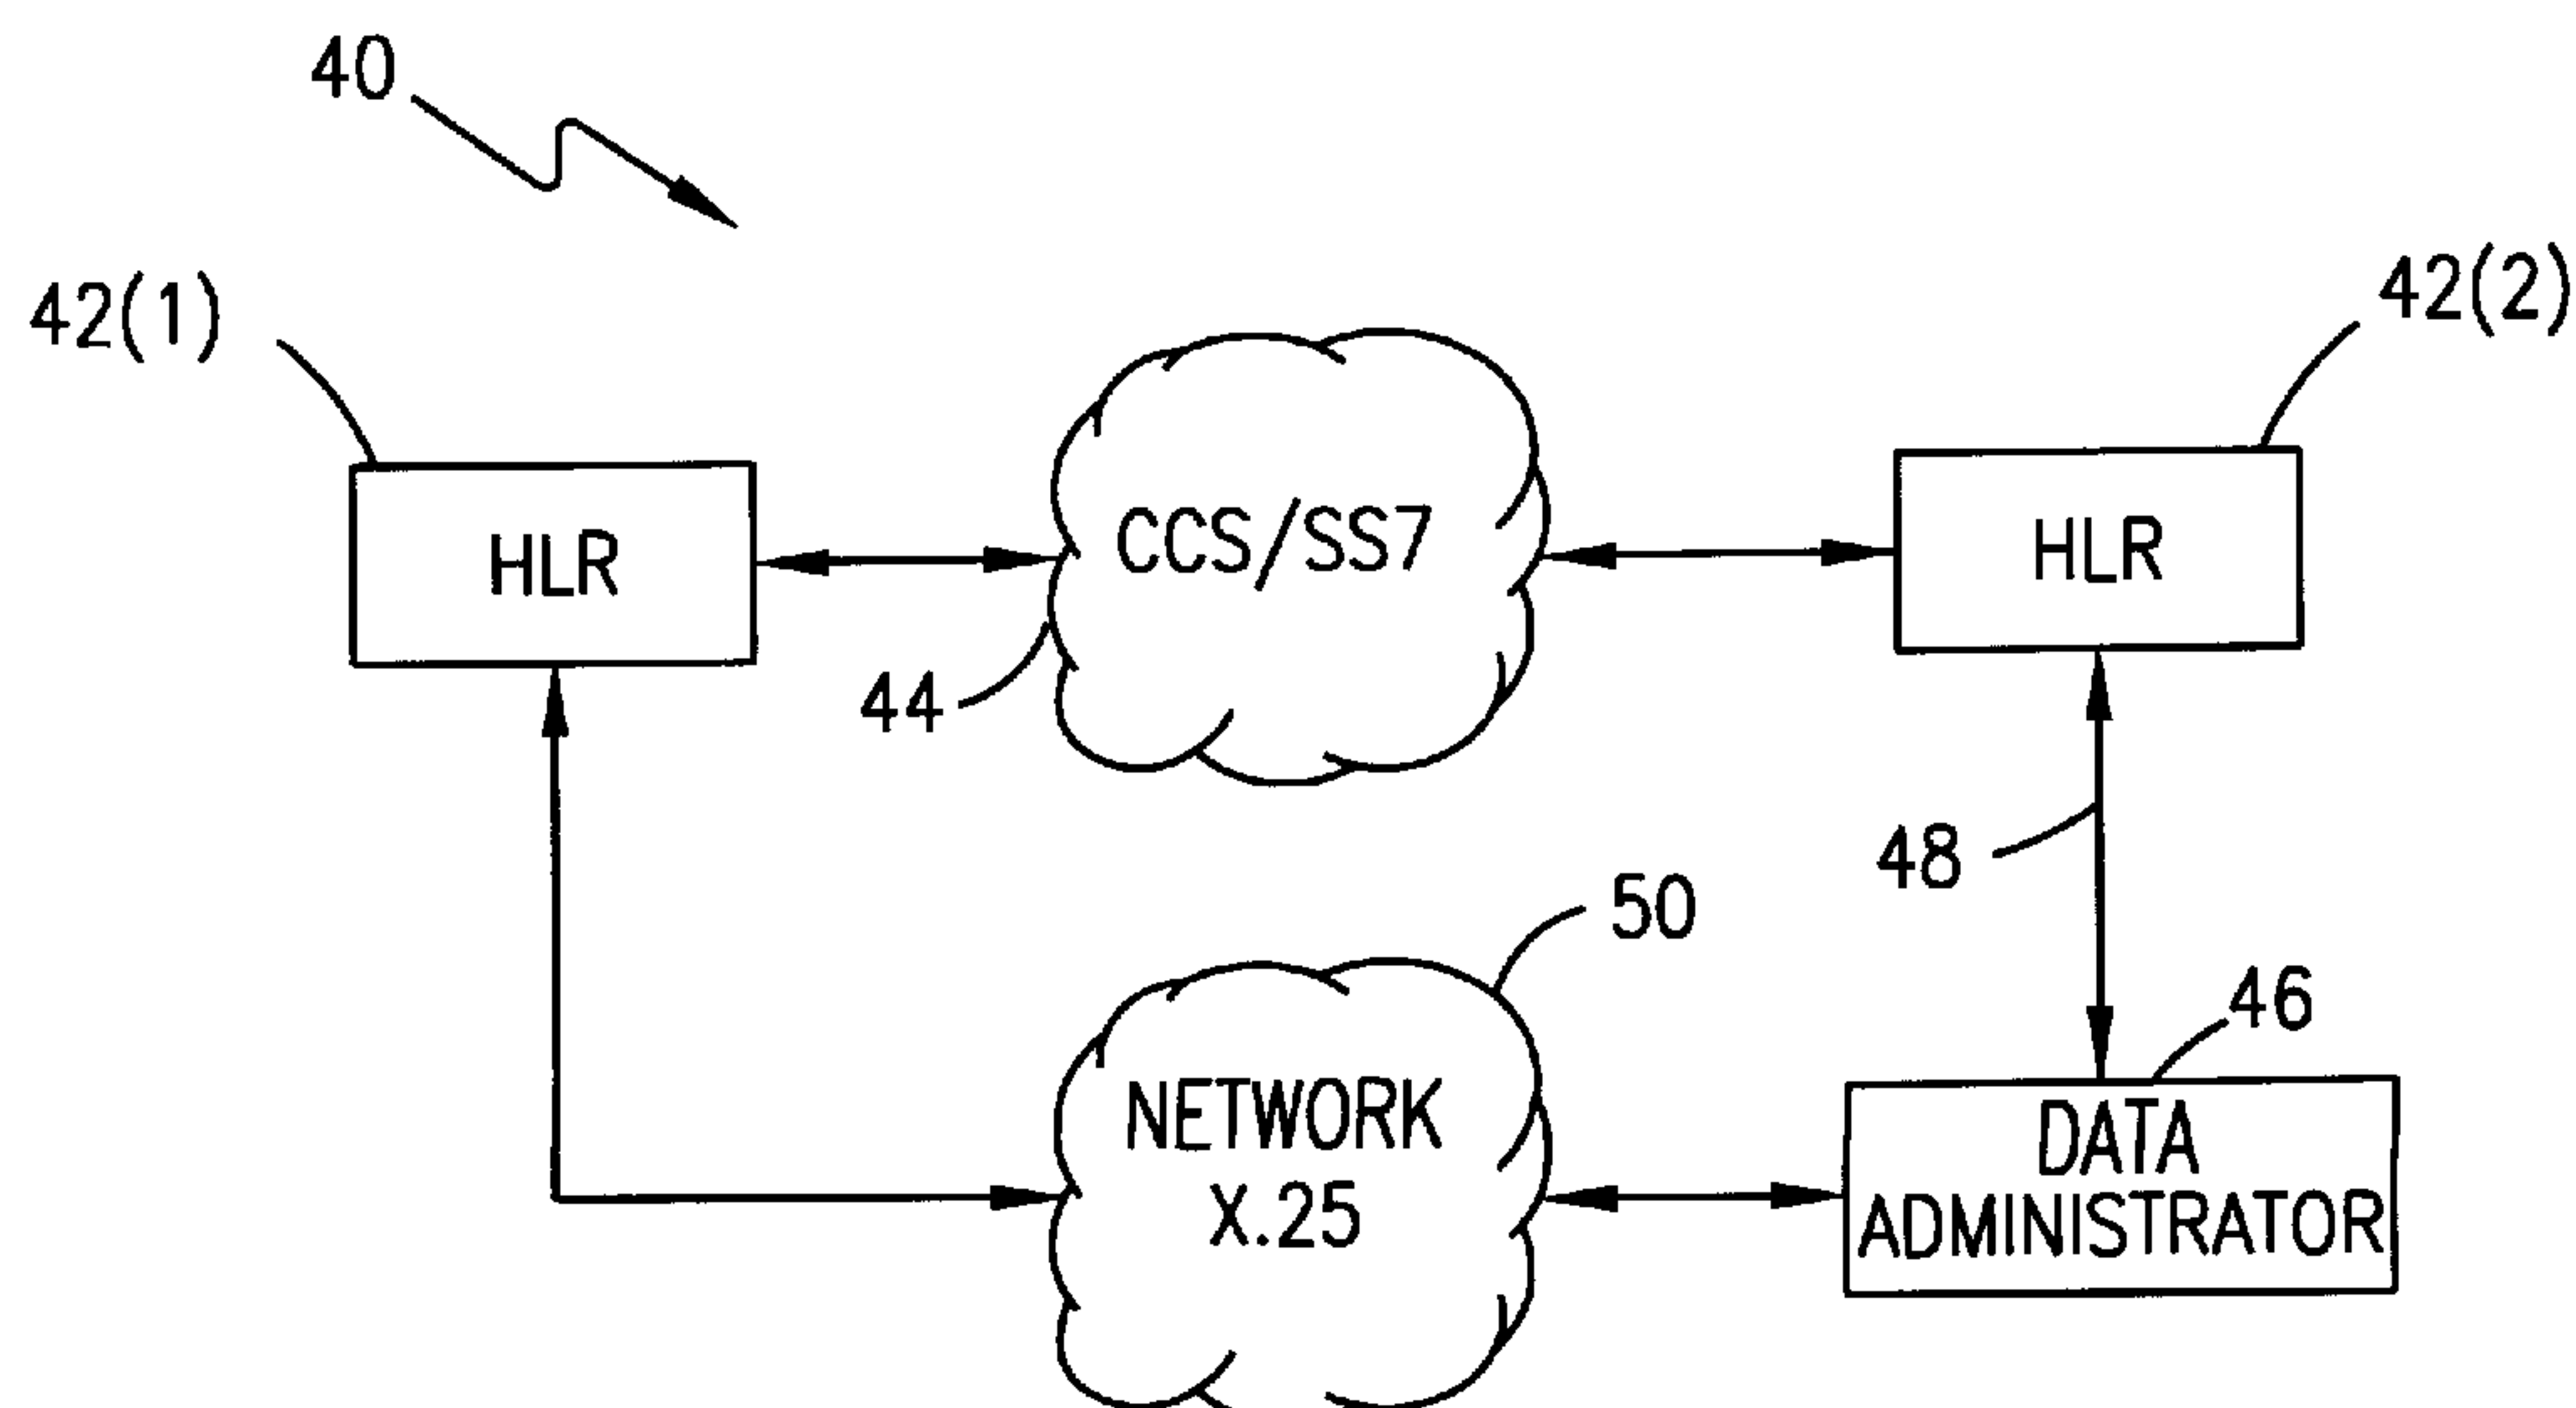 40
42(1)
42(2)
HLR
CCS/SS7
HLR
44
48
50
46
NETWORK
X.25
DATA
ADMINISTRATOR